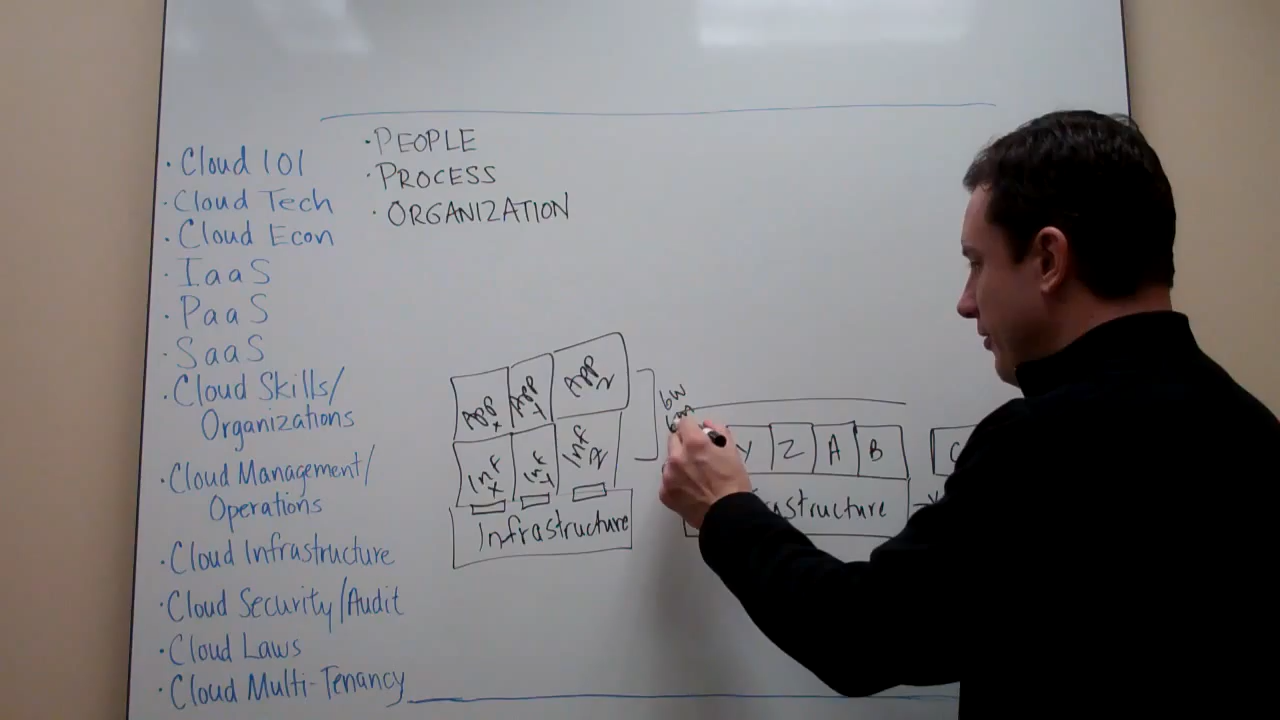 · Cloud 101
· Cloud Tech
· Cloud Econ
· IaaS
· PaaS
· SaaS
· Cloud Skills/
Organizations
· Cloud Management/
Operations
· Cloud Infrastructure
· Cloud Security/Audit
· Cloud Laws
· Cloud Multi-Tenancy
· PEOPLE
· PROCESS
· ORGANIZATION
App X
App Y
App Z
Inf X
Inf Y
Inf Z
Infrastructure
6w
Y Z A B
structure